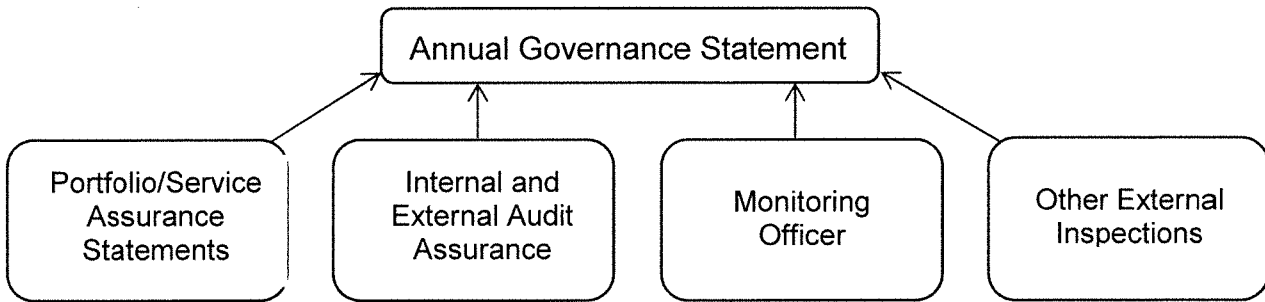 Annual Governance Statement
Portfolio/Service
Assurance
Statements
Internal and
External Audit
Assurance
Monitoring
Officer
Other External
Inspections